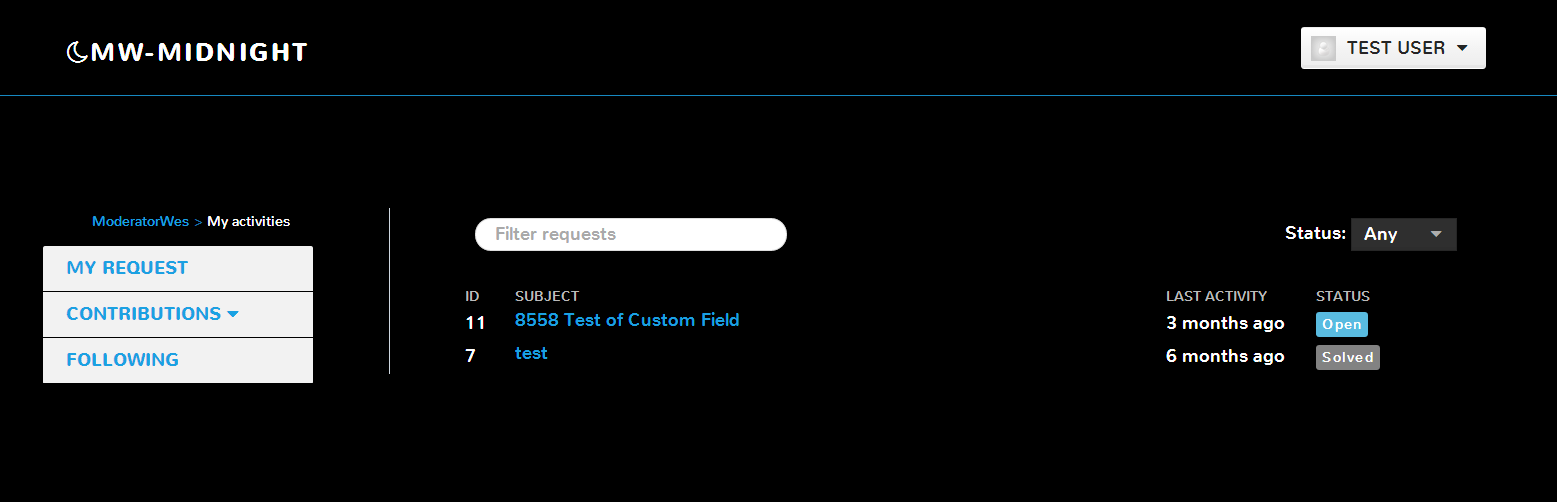 MW-MIDNIGHT
TEST USER
ModeratorWes > My activities
MY REQUEST
CONTRIBUTIONS
FOLLOWING
Filter requests
Status: Any
ID SUBJECT LAST ACTIVITY STATUS
11 8558 Test of Custom Field 3 months ago Open
7 test 6 months ago Solved